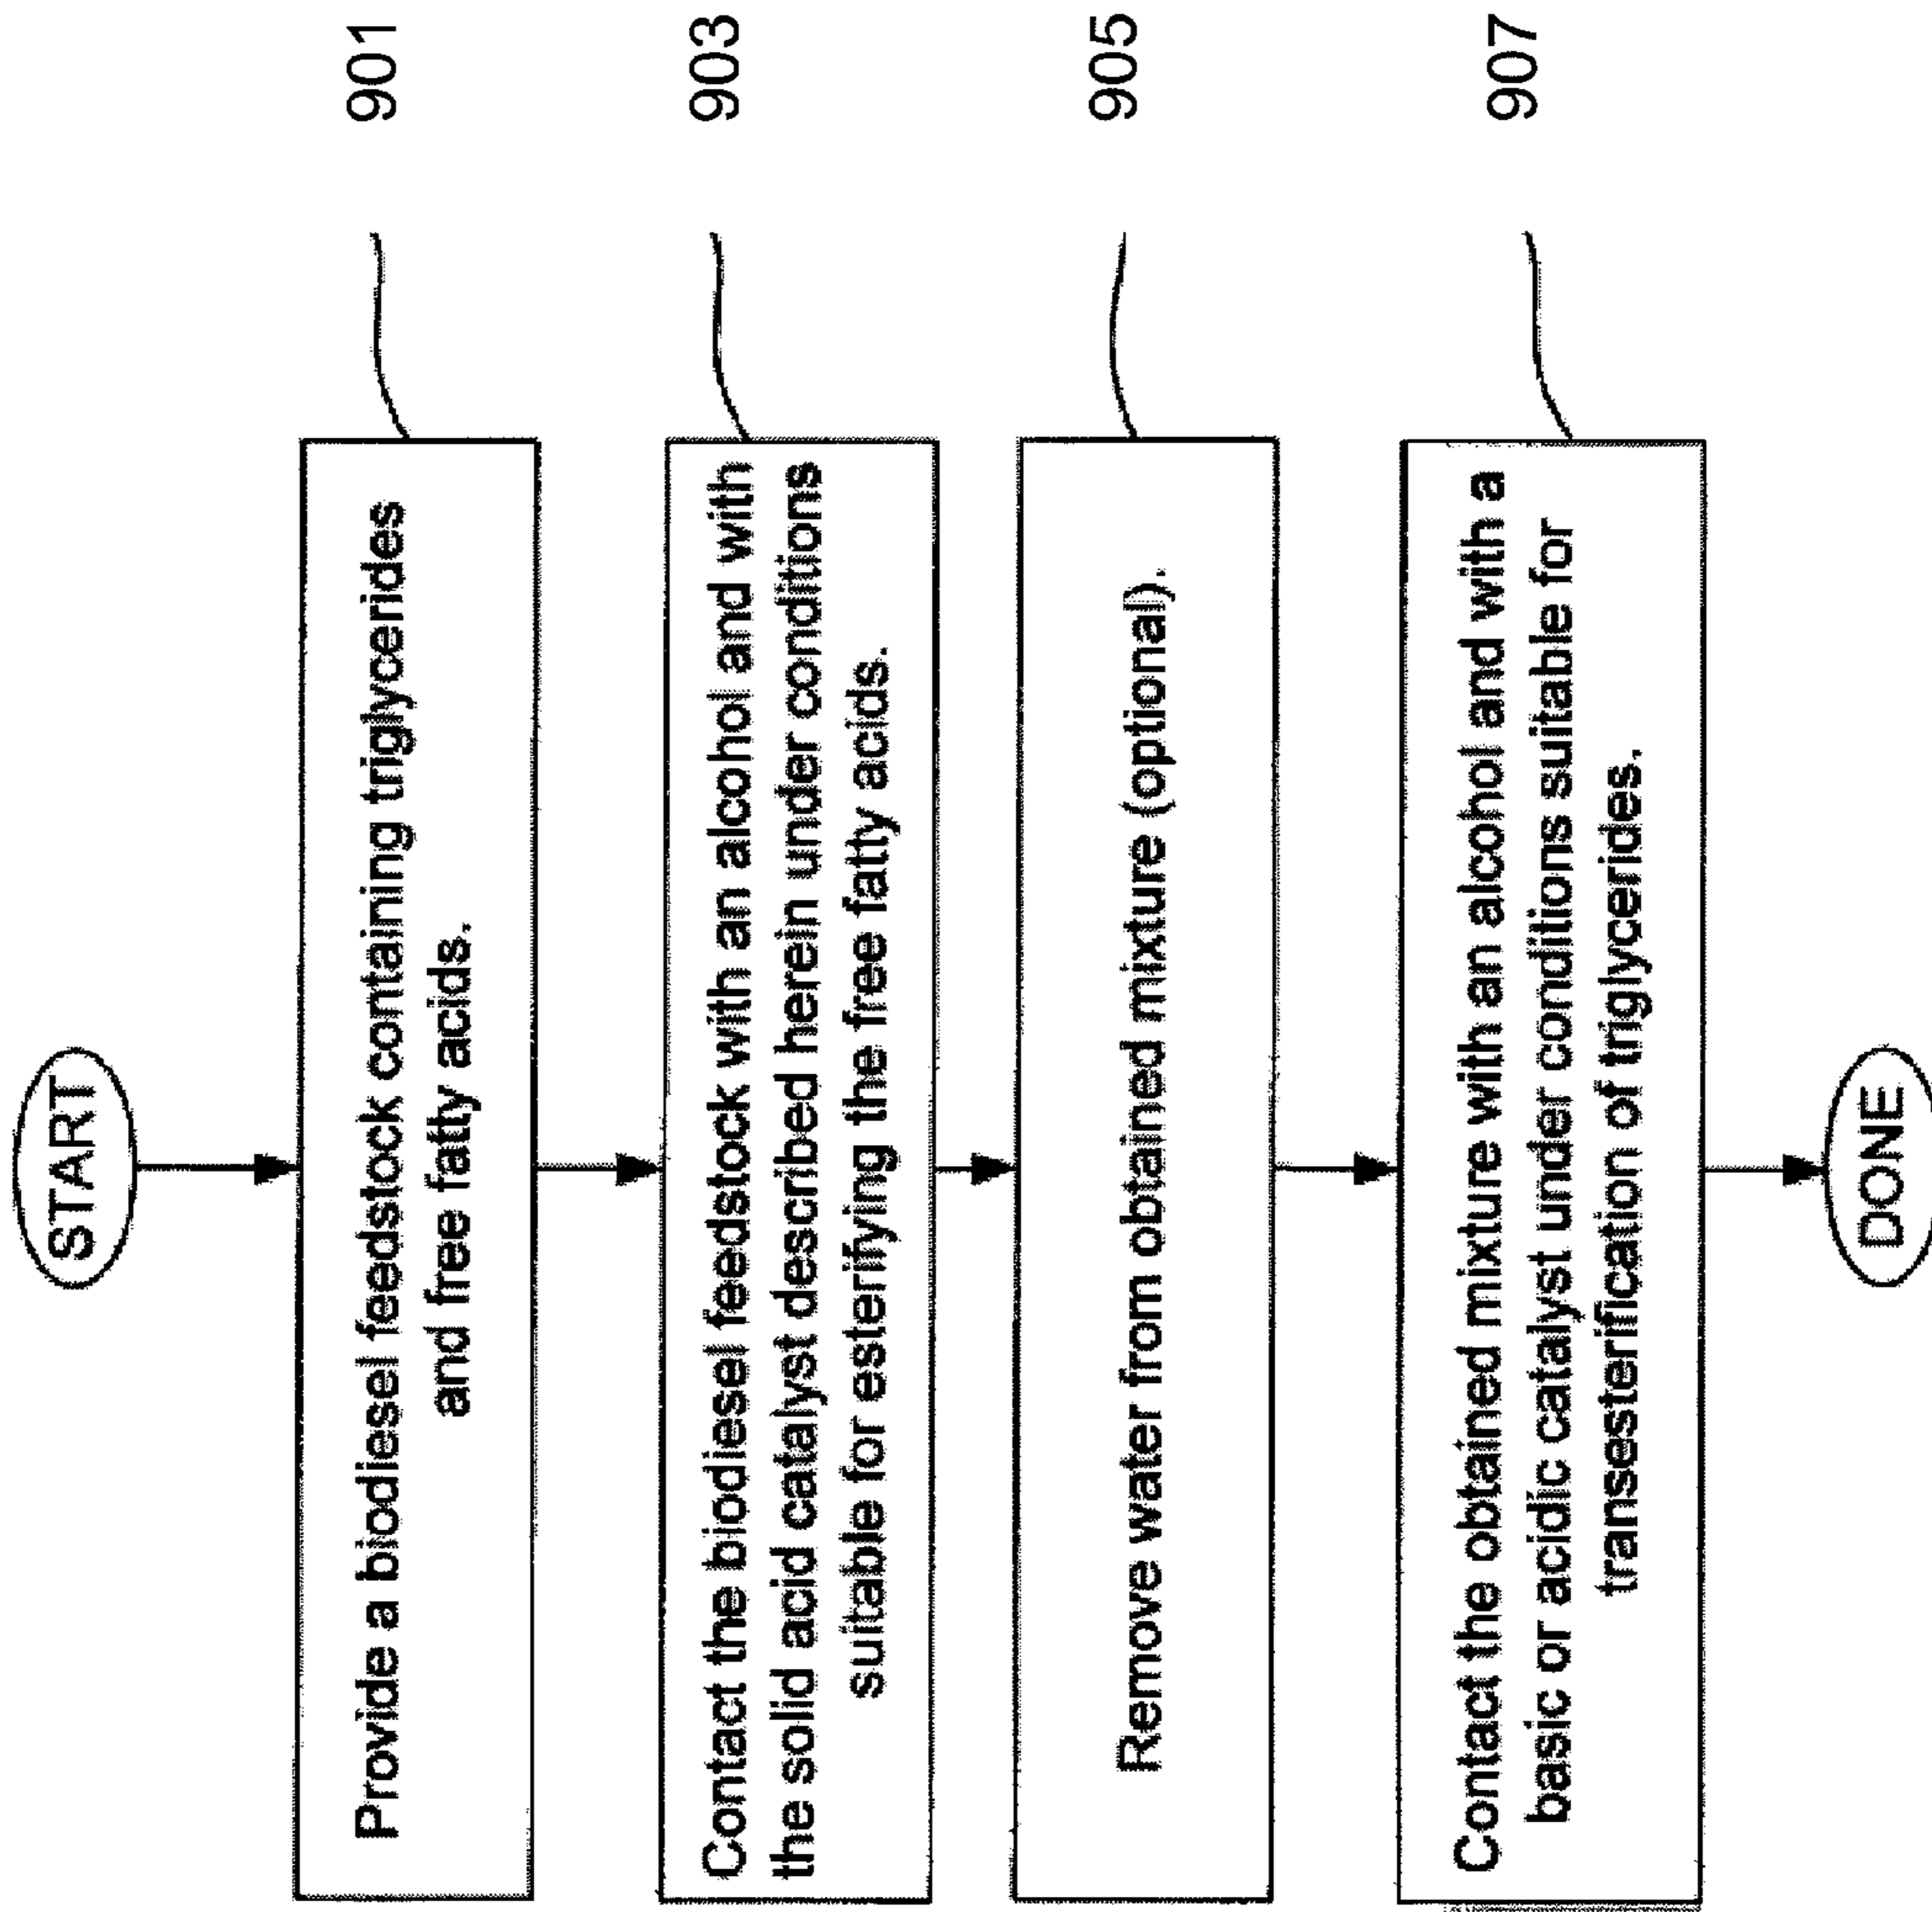 START
Provide a biodiesel feedstock containing triglycerides
and free fatty acids.
901
Contact the biodiesel feedstock with an alcohol and with
the solid acid catalyst described herein under conditions
suitable for esterifying the free fatty acids.
903
Remove water from obtained mixture (optional).
905
Contact the obtained mixture with an alcohol and with a
basic or acidic catalyst under conditions suitable for
transesterification of triglycerides.
907
DONE